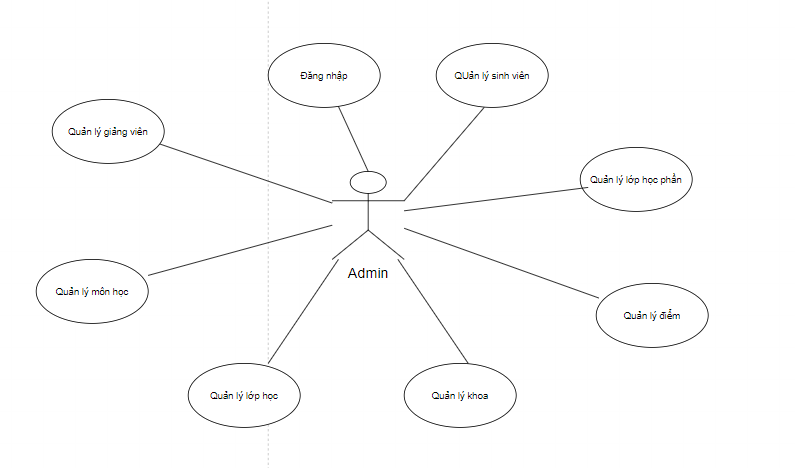 Đăng nhập
QUản lý sinh viên
Quản lý giảng viên
Quản lý lớp học phần
Admin
Quản lý môn học
Quản lý điểm
Quản lý lớp học
Quản lý khoa